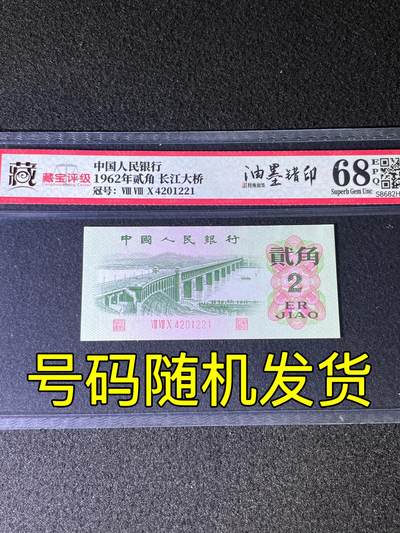 藏 藏宝评级
中国人民银行
1962年贰角 长江大桥
冠号: Ⅷ Ⅷ Ⅹ 4201221
油墨精印
68 EPQ
Superb Gem Unc
S8682H
中國人民銀行
貳角
2
ER
JIAO
Ⅷ Ⅷ Ⅹ 4201221
号码随机发货